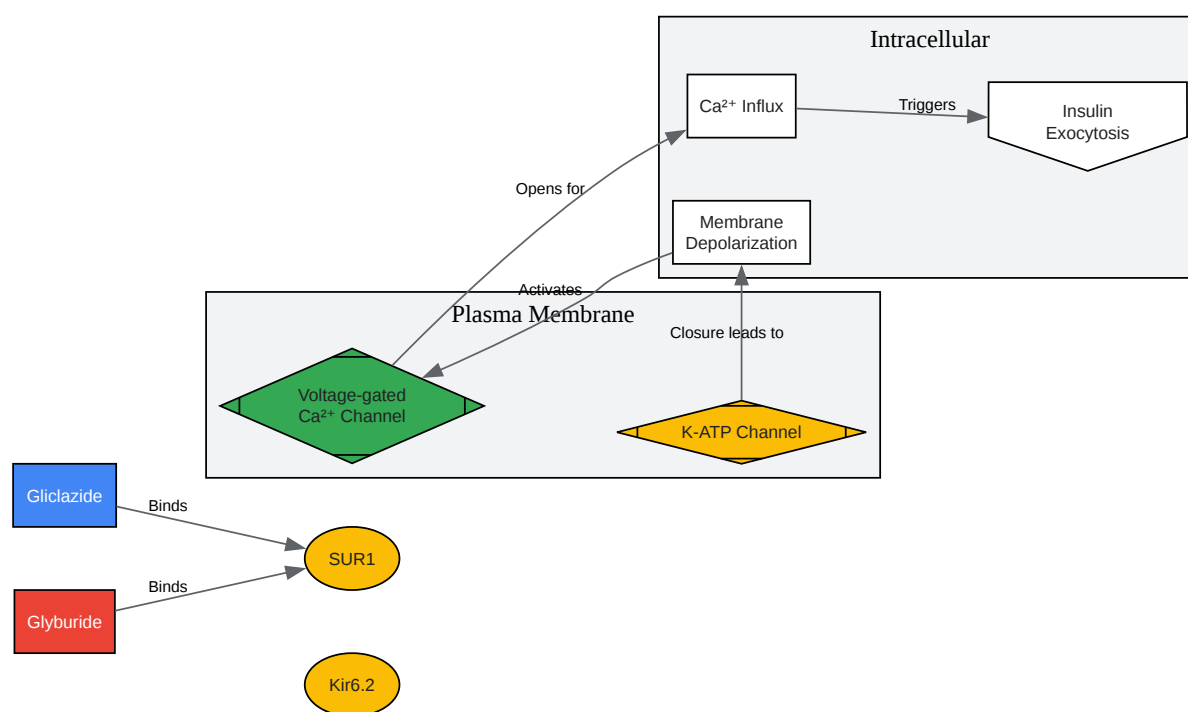 Intracellular
Ca²⁺ Influx
Triggers
Insulin
Exocytosis
Opens for
Membrane
Depolarization
Activates
Plasma Membrane
Closure leads to
Voltage-gated
Ca²⁺ Channel
K-ATP Channel
Gliclazide
Binds
SUR1
Binds
Glyburide
Kir6.2